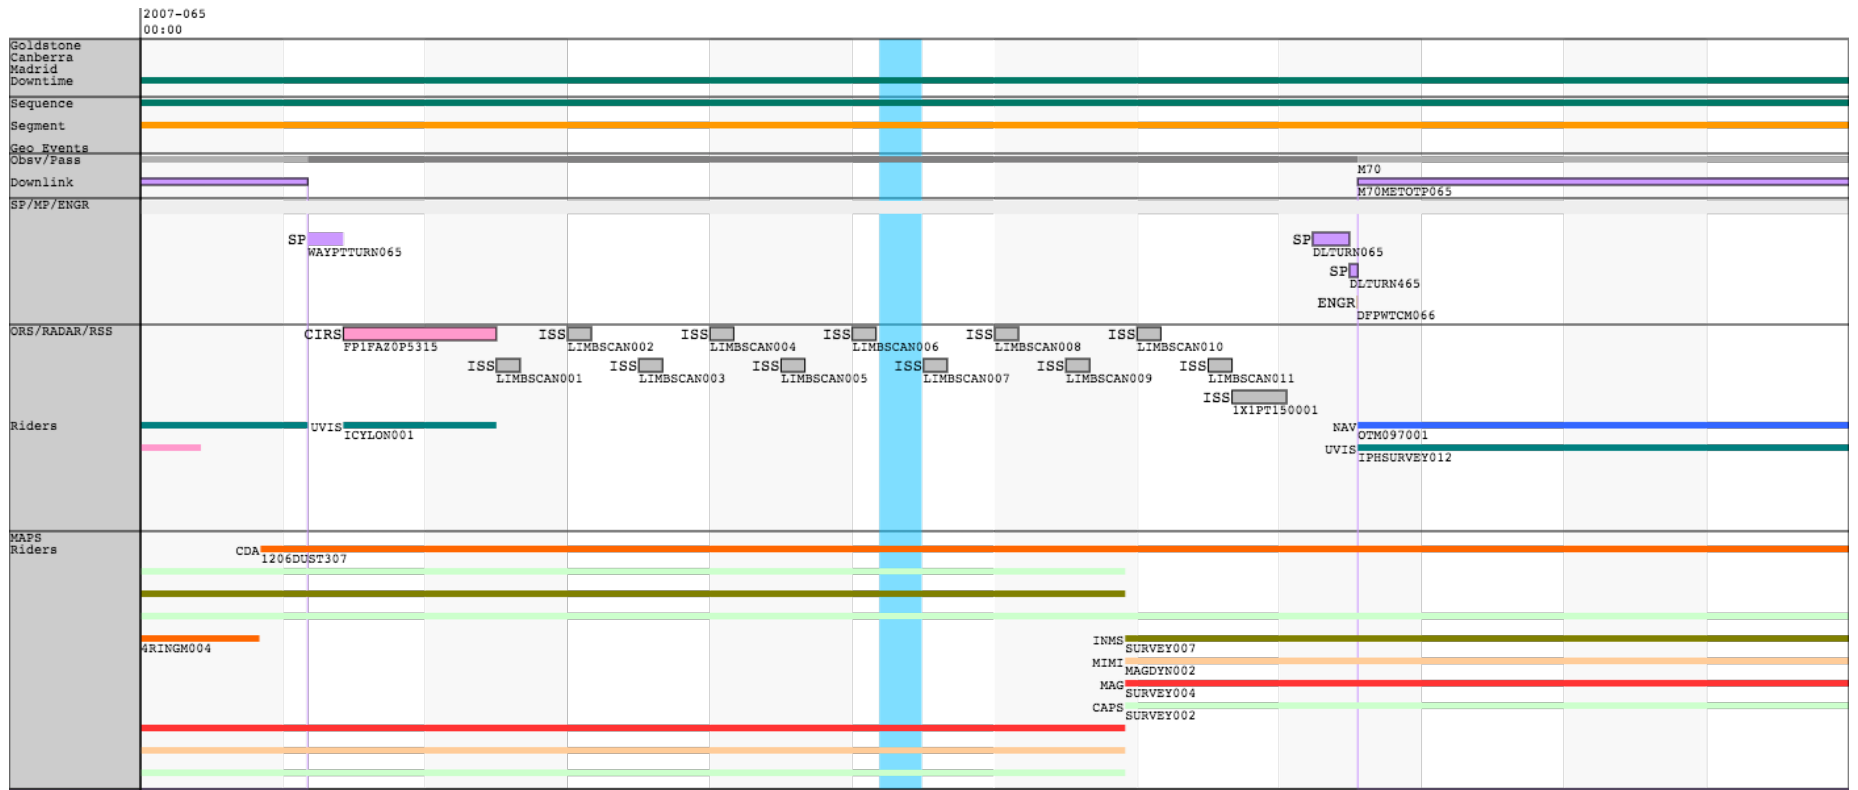 2007-065
00:00
Goldstone
Canberra
Madrid
Downtime
Sequence
Segment
Geo Events
Obsv/Pass
M70
Downlink
M70METOTP065
SP/MP/ENGR
SP
WAYPTTURN065
SP
DLTURN065
SP
DLTURN465
ENGR
DFPWTCM066
ORS/RADAR/RSS
CIRS
FP1FAZ0P5315
ISS
LIMBSCAN002
ISS
LIMBSCAN004
ISS
LIMBSCAN006
ISS
LIMBSCAN008
ISS
LIMBSCAN010
ISS
LIMBSCAN001
ISS
LIMBSCAN003
ISS
LIMBSCAN005
ISS
LIMBSCAN007
ISS
LIMBSCAN009
ISS
LIMBSCAN011
ISS
1X1PT150001
Riders
UVIS
ICYLON001
NAV
OTM097001
UVIS
IPHSURVEY012
MAPS
Riders
CDA
1206DUST307
4RINGM004
INMS
SURVEY007
MIMI
MAGDYN002
MAG
SURVEY004
CAPS
SURVEY002